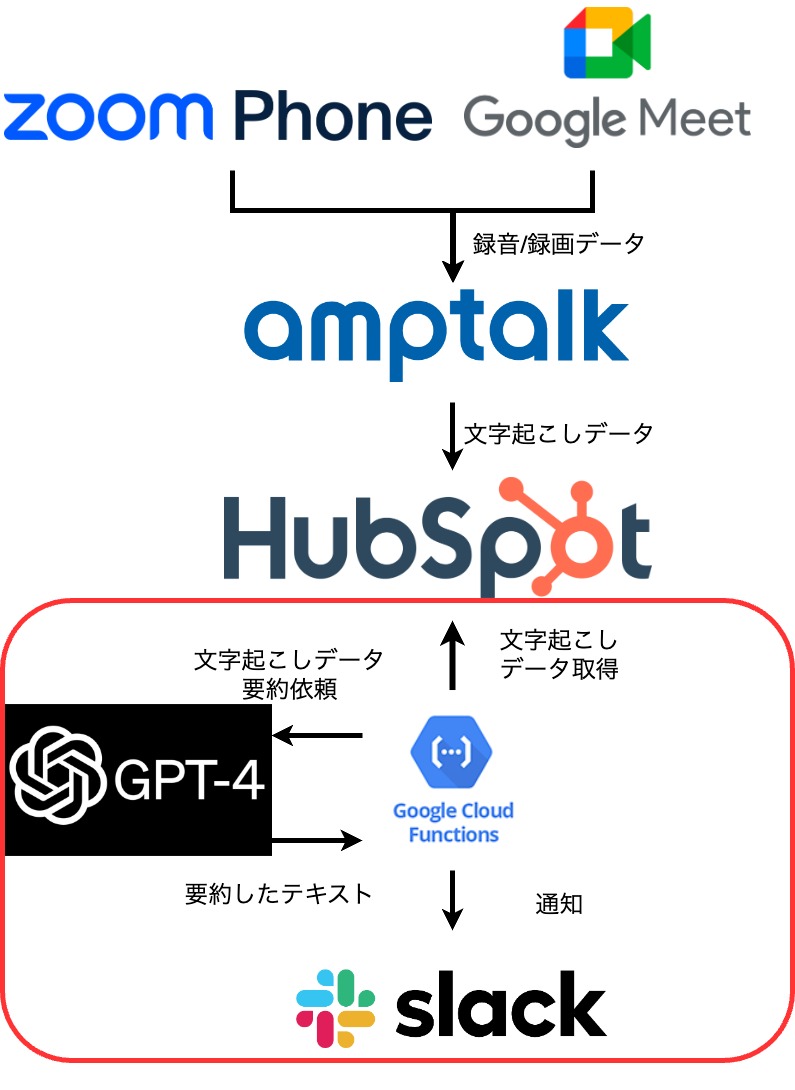 zoom Phone
Google Meet
録音/録画データ
amptalk
文字起こしデータ
HubSpot
文字起こし
データ取得
文字起こしデータ
要約依頼
GPT-4
Google Cloud
Functions
要約したテキスト
通知
slack